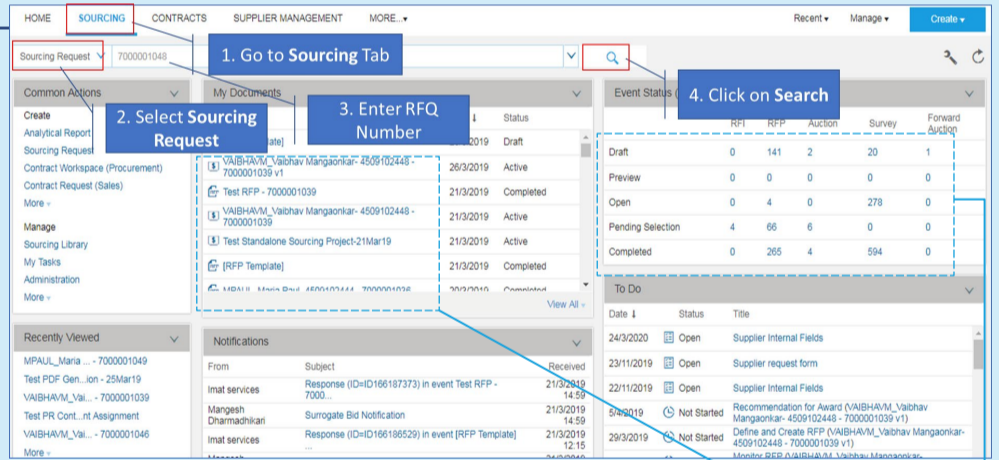 HOME SOURCING CONTRACTS SUPPLIER MANAGEMENT MORE... Recent Manage Create
Sourcing Request 7000001048
1. Go to Sourcing Tab
2. Select Sourcing
Request
3. Enter RFQ
Number
4. Click on Search
Common Actions
Create
Analytical Report
Sourcing Request
Contract Workspace (Procurement)
Contract Request (Sales)
More
Manage
Sourcing Library
My Tasks
Administration
More
Recently Viewed
MPAUL_Maria ... - 7000001049
Test PDF Gen...ion - 25Mar19
VAIBHAVM_Vai... - 7000001039
Test PR Cont...nt Assignment
VAIBHAVM_Vai... - 7000001046
More
My Documents
Status
Draft
VAIBHAVM_Vaibhav Mangaonkar- 4509102448 -
7000001039 v1 26/3/2019 Active
Test RFP - 7000001039 21/3/2019 Completed
VAIBHAVM_Vaibhav Mangaonkar- 4509102448 -
7000001039 21/3/2019 Active
Test Standalone Sourcing Project-21Mar19 21/3/2019 Active
[RFP Template] 21/3/2019 Completed
MPAUL_Maria Paul- 4509102444 - 7000001036 20/3/2019 Completed
View All
Notifications
From Subject Received
Imat services Response (ID=ID166187373) in event Test RFP -
7000... 21/3/2019
14:59
Mangesh
Dharmadhikari Surrogate Bid Notification 21/3/2019
14:59
Imat services Response (ID=ID166186529) in event [RFP Template]
... 21/3/2019
12:15
Event Status
RFI RFP Auction Survey Forward
Auction
Draft 0 141 2 20 1
Preview 0 0 0 0 0
Open 0 4 0 278 0
Pending Selection 4 66 6 0 0
Completed 0 265 4 594 0
To Do
Date Status Title
24/3/2020 Open Supplier Internal Fields
23/11/2019 Open Supplier request form
22/11/2019 Open Supplier Internal Fields
5/4/2019 Not Started Recommendation for Award (VAIBHAVM_Vaibhav
Mangaonkar- 4509102448 - 7000001039 v1)
29/3/2019 Not Started Define and Create RFP (VAIBHAVM_Vaibhav Mangaonkar-
4509102448 - 7000001039 v1)
Monitor RFP (VAIBHAVM_Vaibhav Mangaonkar-